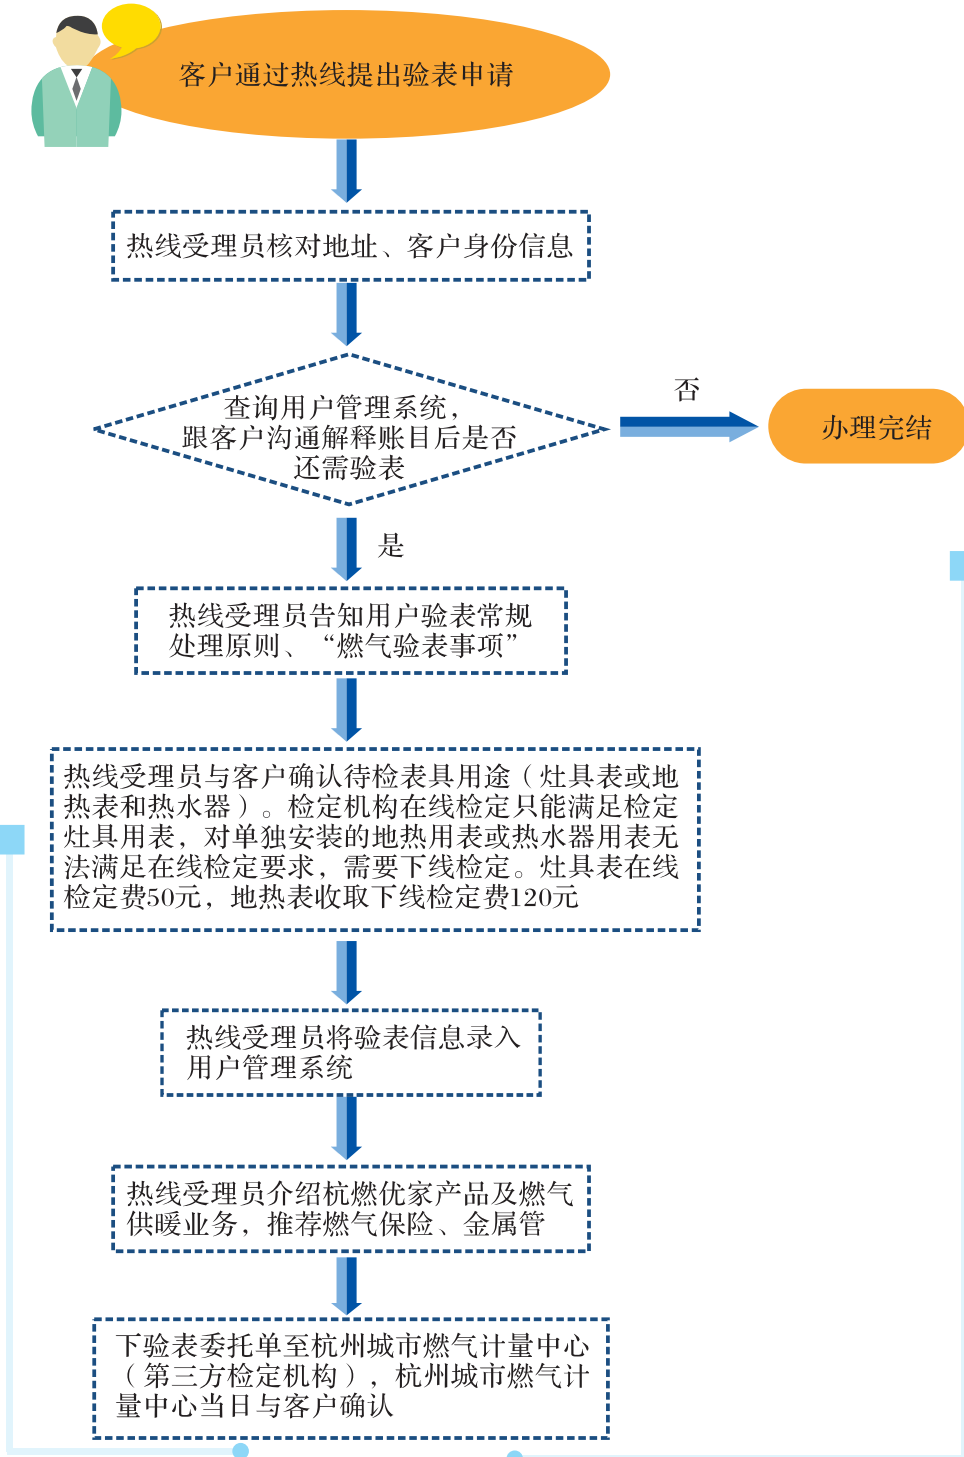 客户通过热线提出验表申请
热线受理员核对地址、客户身份信息
查询用户管理系统，
跟客户沟通解释账目后是否
还需验表
否
办理完结
是
热线受理员告知用户验表常规
处理原则、“燃气验表事项”
热线受理员与客户确认待检表具用途（灶具表或地
热表和热水器）。检定机构在线检定只能满足检定
灶具用表，对单独安装的地热用表或热水器用表无
法满足在线检定要求，需要下线检定。灶具表在线
检定费50元，地热表收取下线检定费120元
热线受理员将验表信息录入
用户管理系统
热线受理员介绍杭燃优家产品及燃气
供暖业务，推荐燃气保险、金属管
下验表委托单至杭州城市燃气计量中心
（第三方检定机构），杭州城市燃气计
量中心当日与客户确认